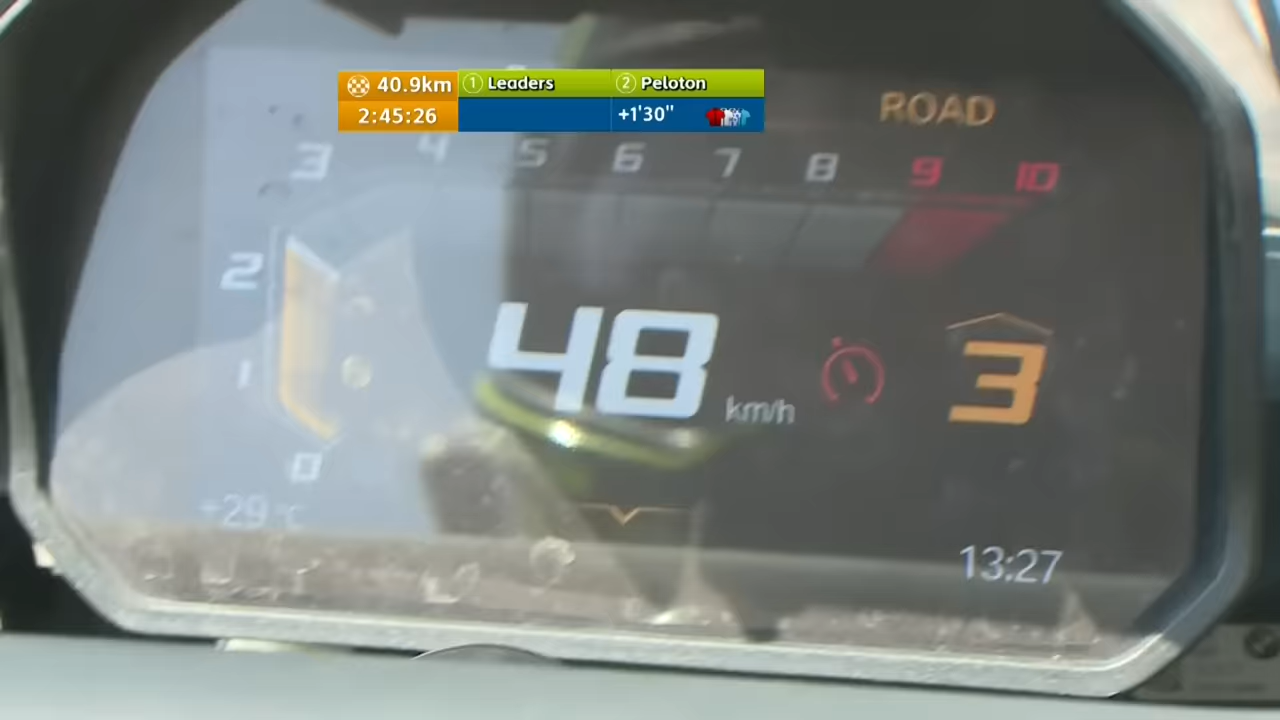 40.9km
① Leaders
② Peloton
2:45:26
+1'30"
ROAD
3 4 5 6 7 8 9 10
2
1
0
48 km/h
3
+29°C
13:27